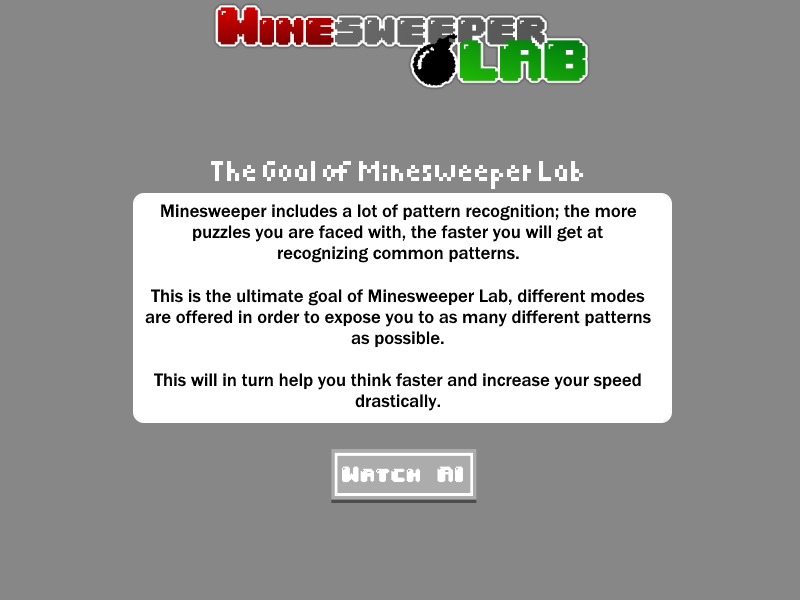 Minesweeper
LAB
The Goal of Minesweeper Lab
Minesweeper includes a lot of pattern recognition; the more
puzzles you are faced with, the faster you will get at
recognizing common patterns.
This is the ultimate goal of Minesweeper Lab, different modes
are offered in order to expose you to as many different patterns
as possible.
This will in turn help you think faster and increase your speed
drastically.
Watch AI